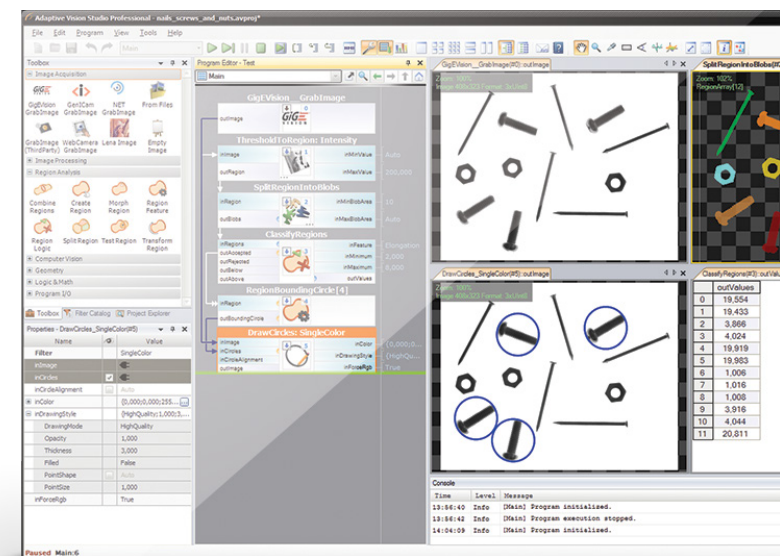 Adaptive Vision Studio Professional - nails_screws_and_nuts.avproj*
File Edit Program View Tools Help
Main
Toolbox
Image Acquisition
GigEVision GrabImage
GenICam GrabImage
.NET GrabImage
From Files
GrabImage (ThirdParty)
WebCamera GrabImage
Lena Image
Empty Image
Image Processing
Region Analysis
Combine Regions
Create Region
Morph Region
Region Feature
Region Logic
Split Region
Test Region
Transform Region
Computer Vision
Geometry
Logic & Math
Program I/O
Toolbox Filter Catalog Project Explorer
Properties - DrawCircles_SingleColor(#5)
Name Value
Filter SingleColor
inImage
inCircles
inCircleAlignment Auto
inColor (0,000;0,000;255...
inDrawingStyle (HighQuality;1,000;3,...
DrawingMode HighQuality
Opacity 1,000
Thickness 3,000
Filled False
PointShape Auto
PointSize 1,000
inForceRgb True
Paused Main:6
Program Editor - Test
Main
GigEVision__GrabImage
outImage
GIGE VISION
ThresholdToRegion: Intensity
inImage inMinValue Auto
outRegion inMaxValue 200,000
SplitRegionIntoBlobs
inRegion inMinBlobArea 10
outBlobs inMaxBlobArea Auto
ClassifyRegions
inRegions inFeature Elongation
outAccepted inMinimum 2,000
outRejected inMaximum
outBelow outValues
outAbove
RegionBoundingCircle[4]
inRegion
outBoundingCircle
DrawCircles: SingleColor
inImage inColor (0,000;0...
inCircles inDrawingStyle (HighQu...
inCircleAlignment inForceRgb True
outImage
GigEVision__GrabImage(#0): outImage
Zoom: 100%
SplitRegionIntoBlobs(#2
Zoom: 102%
RegionArray[12]
DrawCircles_SingleColor(#5): outImage
Zoom: 100%
ClassifyRegions(#3): outVal
outValues
0 19,554
1 19,433
2 3,866
3 4,024
4 19,919
5 19,983
6 1,006
7 1,016
8 1,008
9 3,916
10 4,044
11 20,811
Console
Time Level Message
13:56:40 Info [Main] Program initialized.
13:56:42 Info [Main] Program execution stopped.
14:04:09 Info [Main] Program initialized.